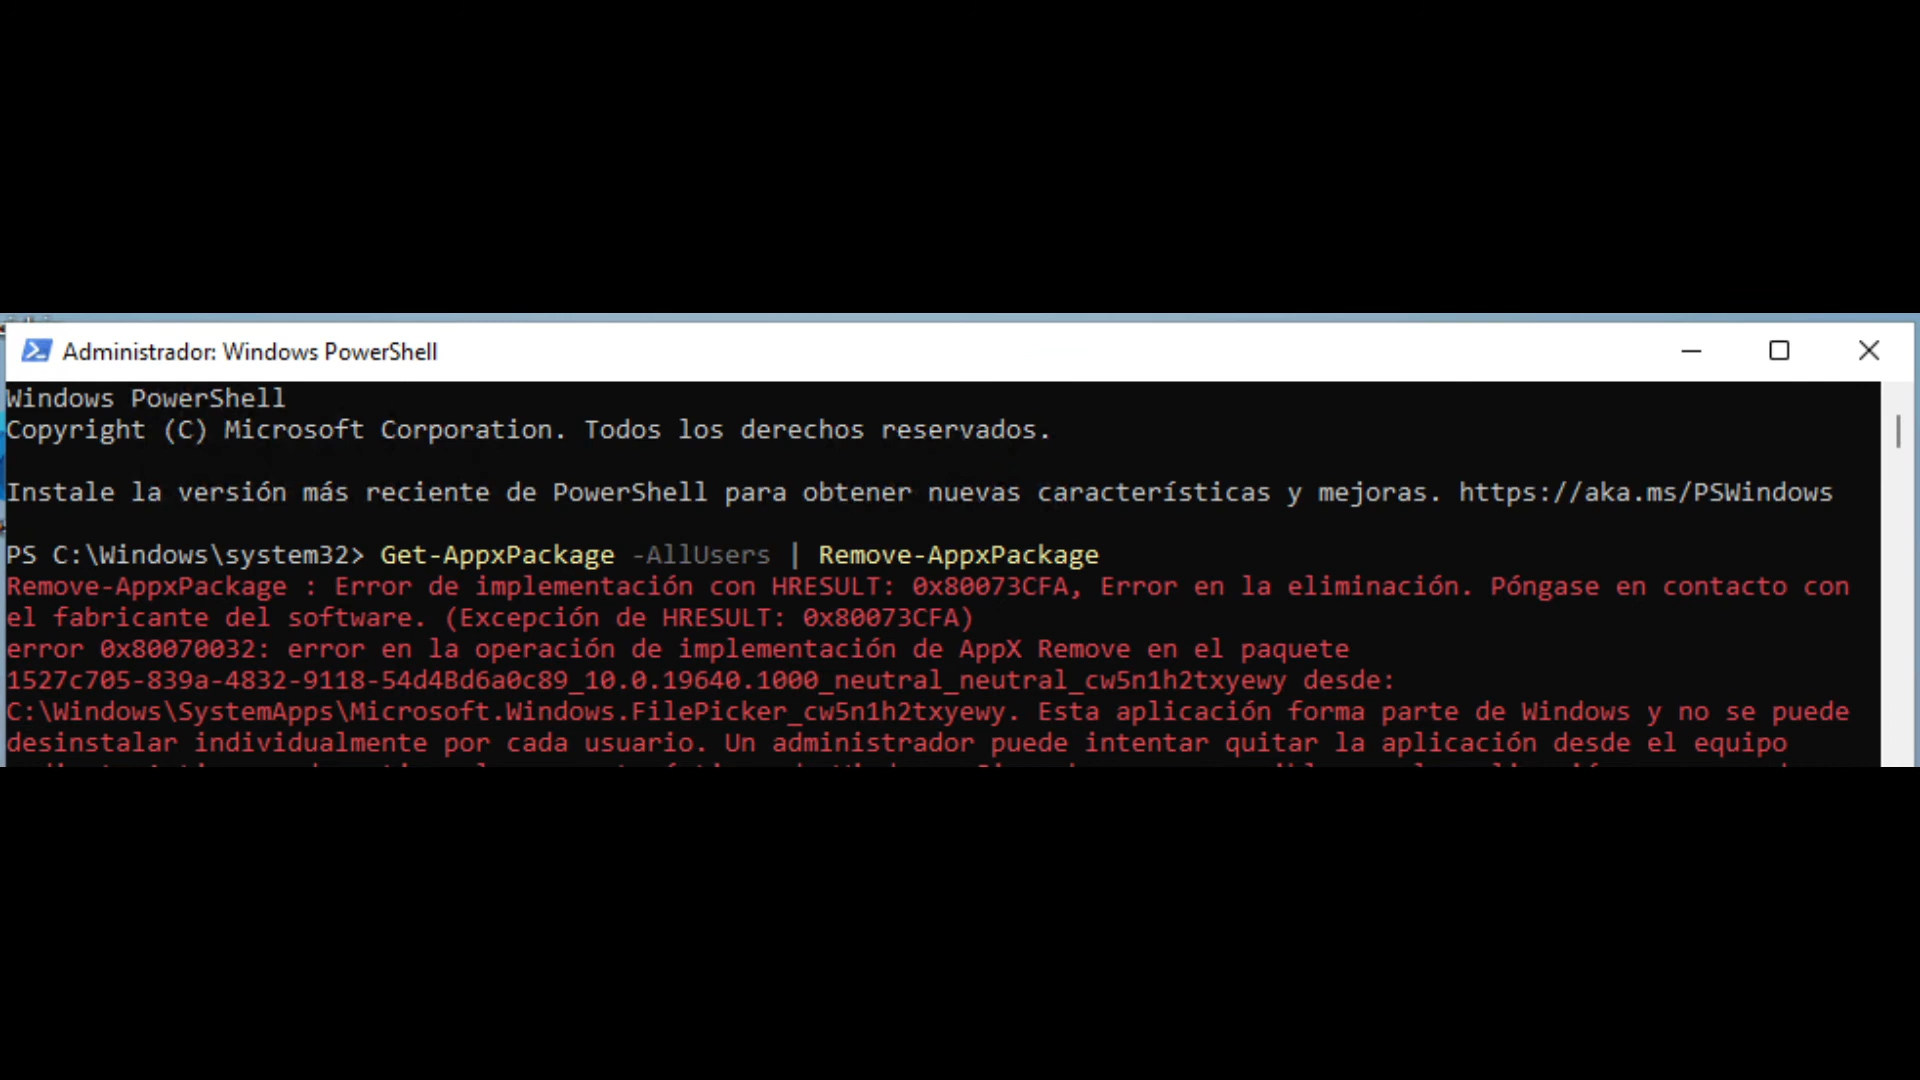 Administrador: Windows PowerShell
Windows PowerShell
Copyright (C) Microsoft Corporation. Todos los derechos reservados.
Instale la versión más reciente de PowerShell para obtener nuevas características y mejoras. https://aka.ms/PSWindows
PS C:\Windows\system32> Get-AppxPackage -AllUsers | Remove-AppxPackage
Remove-AppxPackage : Error de implementación con HRESULT: 0x80073CFA, Error en la eliminación. Póngase en contacto con
el fabricante del software. (Excepción de HRESULT: 0x80073CFA)
error 0x80070032: error en la operación de implementación de AppX Remove en el paquete
1527c705-839a-4832-9118-54d4Bd6a0c89_10.0.19640.1000_neutral_neutral_cw5n1h2txyewy desde:
C:\Windows\SystemApps\Microsoft.Windows.FilePicker_cw5n1h2txyewy. Esta aplicación forma parte de Windows y no se puede
desinstalar individualmente por cada usuario. Un administrador puede intentar quitar la aplicación desde el equipo